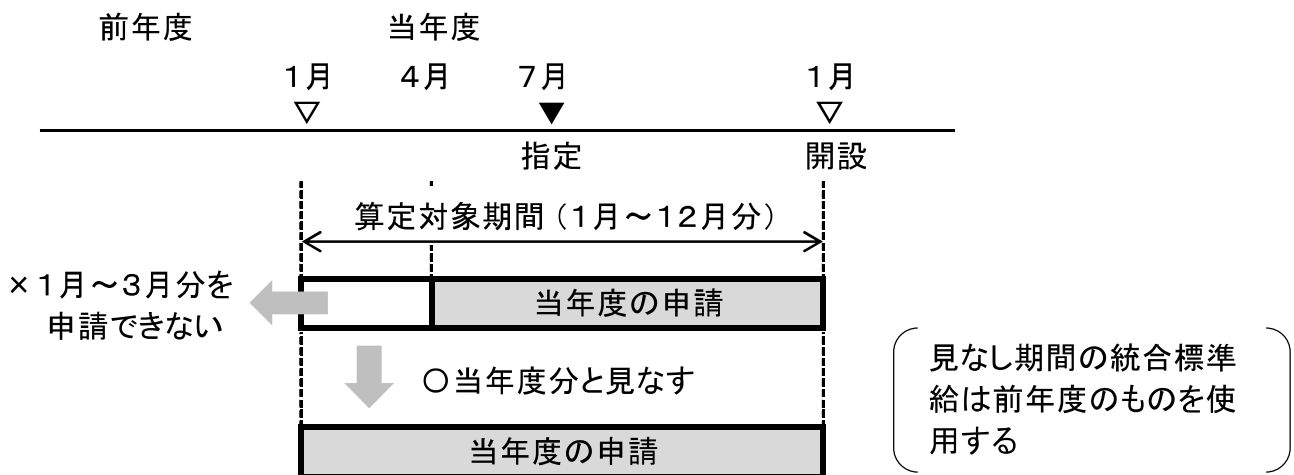 前年度 当年度
1月 4月 7月 1月
▽ ▼ ▽
指定 開設
算定対象期間（1月～12月分）
×1月～3月分を
申請できない
当年度の申請
○当年度分と見なす
見なし期間の統合標準
給は前年度のものを使
用する
当年度の申請